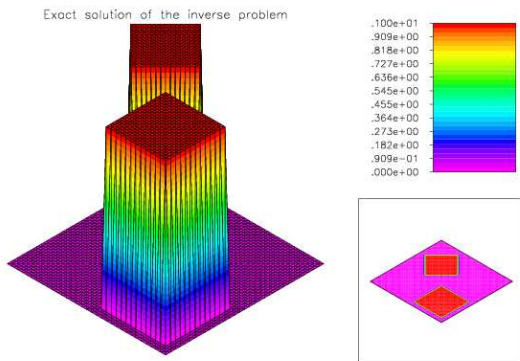 Exact solution of the inverse problem
.100e+01
.909e+00
.818e+00
.727e+00
.636e+00
.545e+00
.455e+00
.364e+00
.273e+00
.182e+00
.909e-01
.000e+00